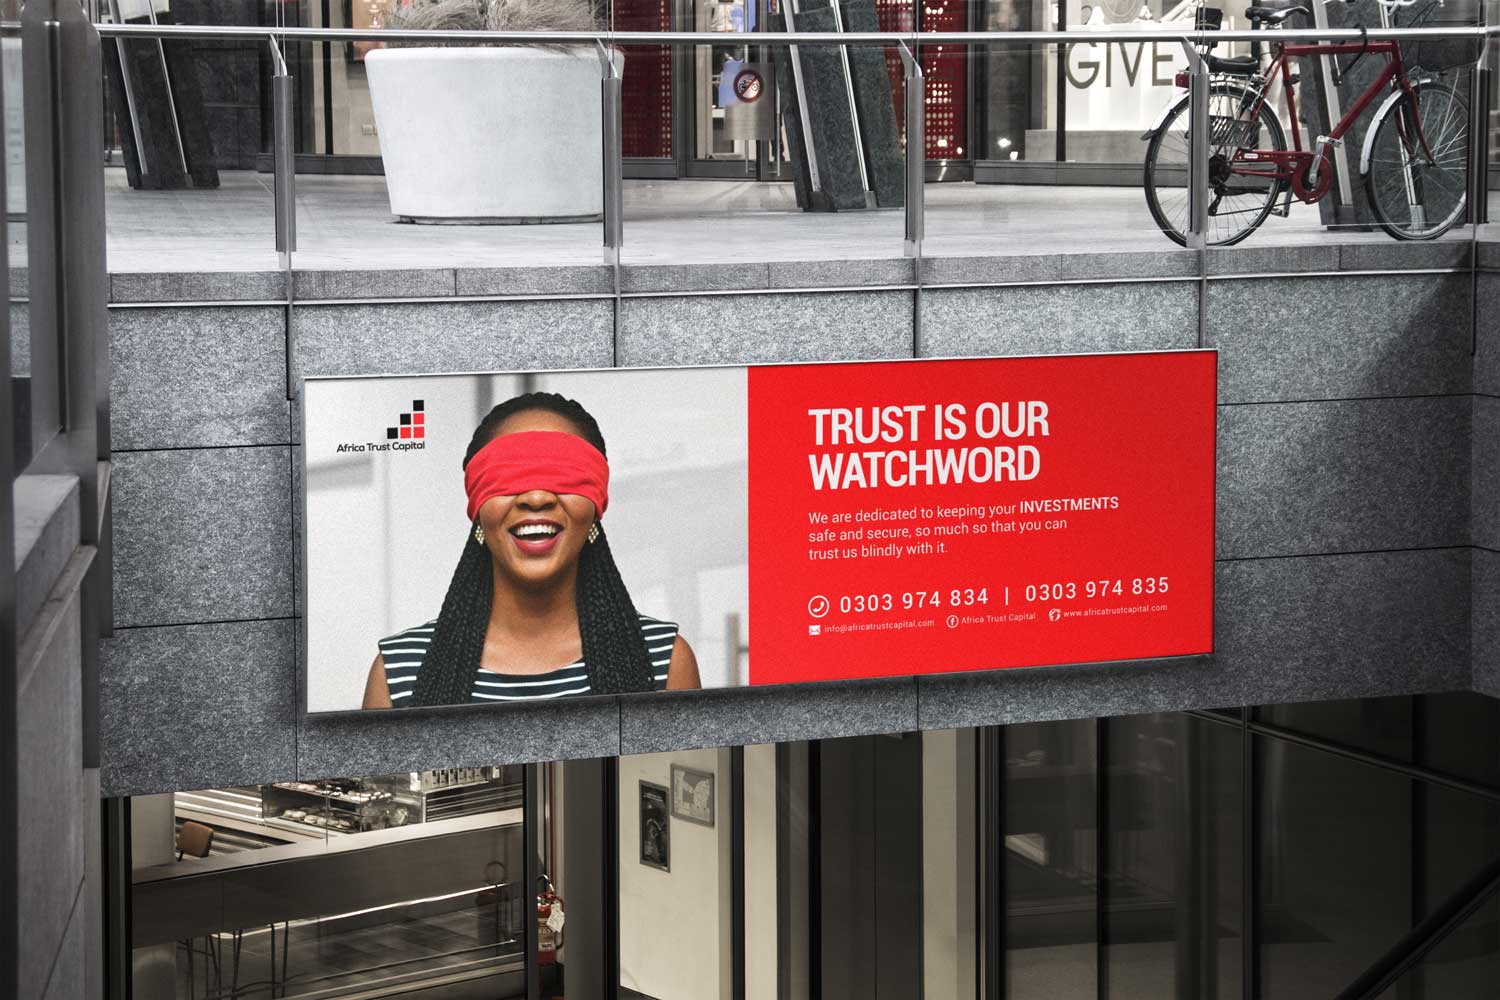 GIVE
Africa Trust Capital
TRUST IS OUR
WATCHWORD
We are dedicated to keeping your INVESTMENTS
safe and secure, so much so that you can
trust us blindly with it.
0303 974 834 | 0303 974 835
info@africatrustcapital.com Africa Trust Capital www.africatrustcapital.com